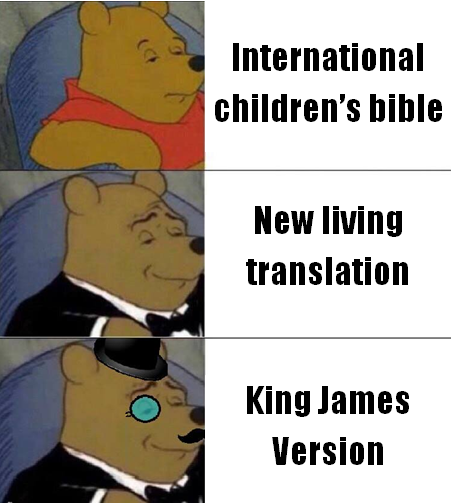 International
children's bible
New living
translation
King James
Version